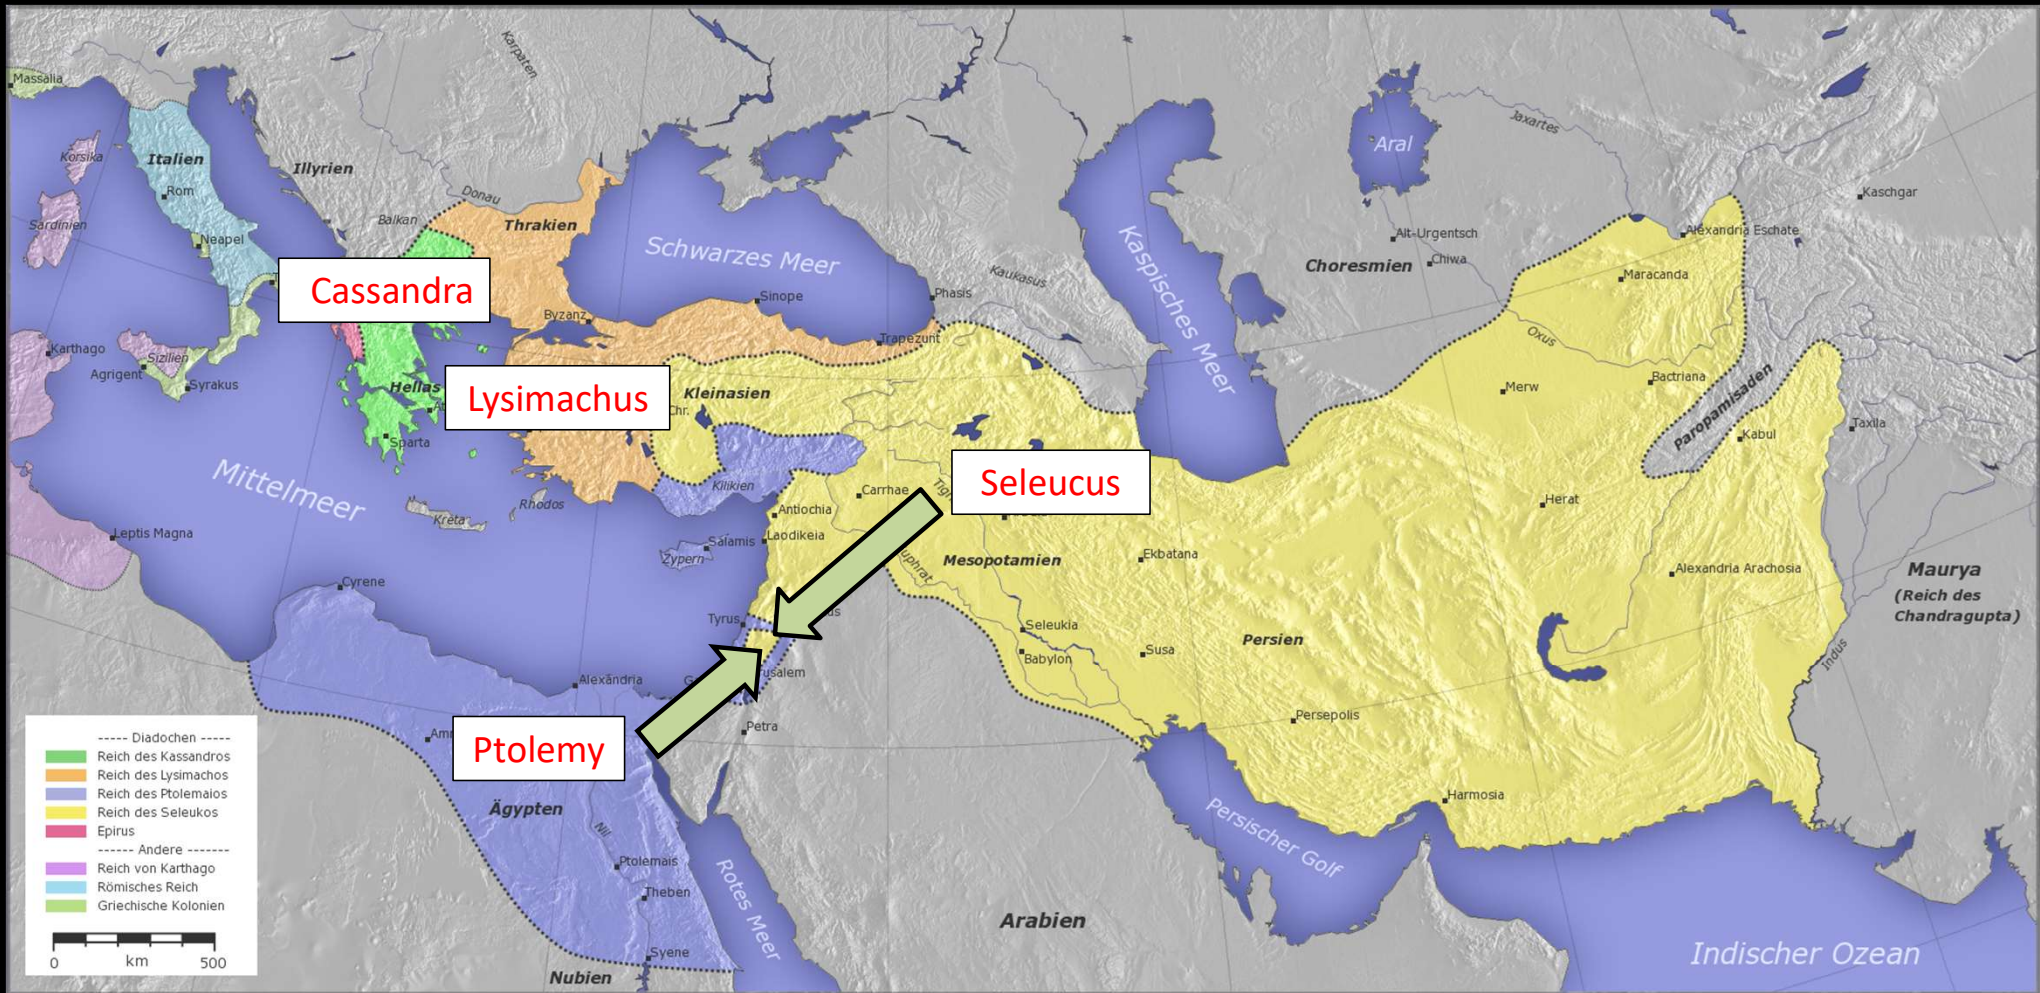 Massalia
Karpaten
Korsika
Italien
Rom
Illyrien
Sardinien
Neapel
Balkan
Donau
Thrakien
Schwarzes Meer
Kaukasus
Kaspisches Meer
Aral
Jaxartes
Kaschgar
Alt-Urgentsch
Chiwa
Choresmien
Alexandria Eschate
Maracanda
Cassandra
Sinope
Phasis
Byzanz
Trapezunt
Oxus
Karthago
Sizilien
Agrigent
Syrakus
Hellas
Sparta
Lysimachus
Kleinasien
Chr.
Merw
Bactriana
Paropamisaden
Kabul
Taxila
Mittelmeer
Kreta
Rhodos
Kilikien
Carrhae
Seleucus
Herat
Leptis Magna
Antiochia
Salamis
Laodikeia
Zypern
Mesopotamien
Ekbatana
Alexandria Arachosia
Maurya
(Reich des
Chandragupta)
Cyrene
Tyrus
Seleukia
Babylon
Susa
Persien
Indus
Alexandria
Petra
Persepolis
Ptolemy
Ägypten
Nil
Ptolemais
Theben
Rotes Meer
Syene
Nubien
Arabien
Persischer Golf
Harmosia
Indischer Ozean
----- Diadochen -----
Reich des Kassandros
Reich des Lysimachos
Reich des Ptolemaios
Reich des Seleukos
Epirus
------ Andere -------
Reich von Karthago
Römisches Reich
Griechische Kolonien
0 km 500